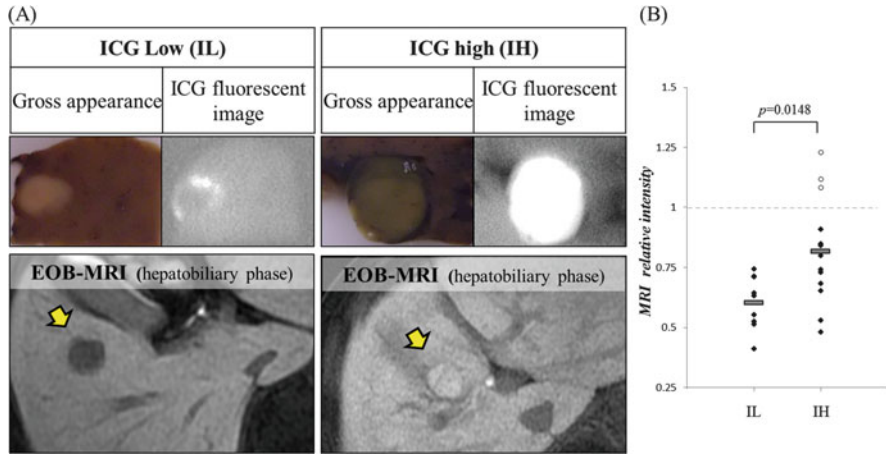 (A)
ICG Low (IL)
ICG high (IH)
Gross appearance
ICG fluorescent
image
Gross appearance
ICG fluorescent
image
EOB-MRI (hepatobiliary phase)
EOB-MRI (hepatobiliary phase)
(B)
MRI relative intensity
1.5
1.25
1
0.75
0.5
0.25
p=0.0148
IL
IH